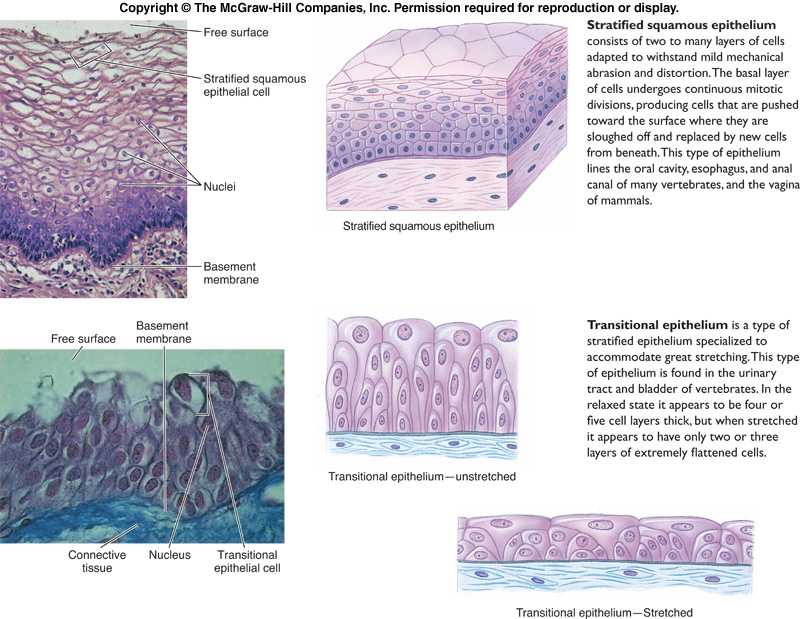 Copyright © The McGraw-Hill Companies, Inc. Permission required for reproduction or display.
Free surface
Stratified squamous
epithelial cell
Nuclei
Basement
membrane
Stratified squamous epithelium
Stratified squamous epithelium
consists of two to many layers of cells
adapted to withstand mild mechanical
abrasion and distortion. The basal layer
of cells undergoes continuous mitotic
divisions, producing cells that are pushed
toward the surface where they are
sloughed off and replaced by new cells
from beneath. This type of epithelium
lines the oral cavity, esophagus, and anal
canal of many vertebrates, and the vagina
of mammals.
Free surface
Basement
membrane
Connective
tissue
Nucleus
Transitional
epithelial cell
Transitional epithelium—unstretched
Transitional epithelium is a type of
stratified epithelium specialized to
accommodate great stretching. This type
of epithelium is found in the urinary
tract and bladder of vertebrates. In the
relaxed state it appears to be four or
five cell layers thick, but when stretched
it appears to have only two or three
layers of extremely flattened cells.
Transitional epithelium—Stretched